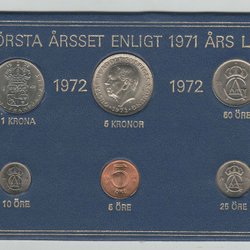 ÖRSTA ÅRSSET ENLIGT 1971 ÅRS L
1972 1972
1 KRONA 5 KRONOR 50 ÖRE
10 ÖRE 5 ÖRE 25 ÖRE